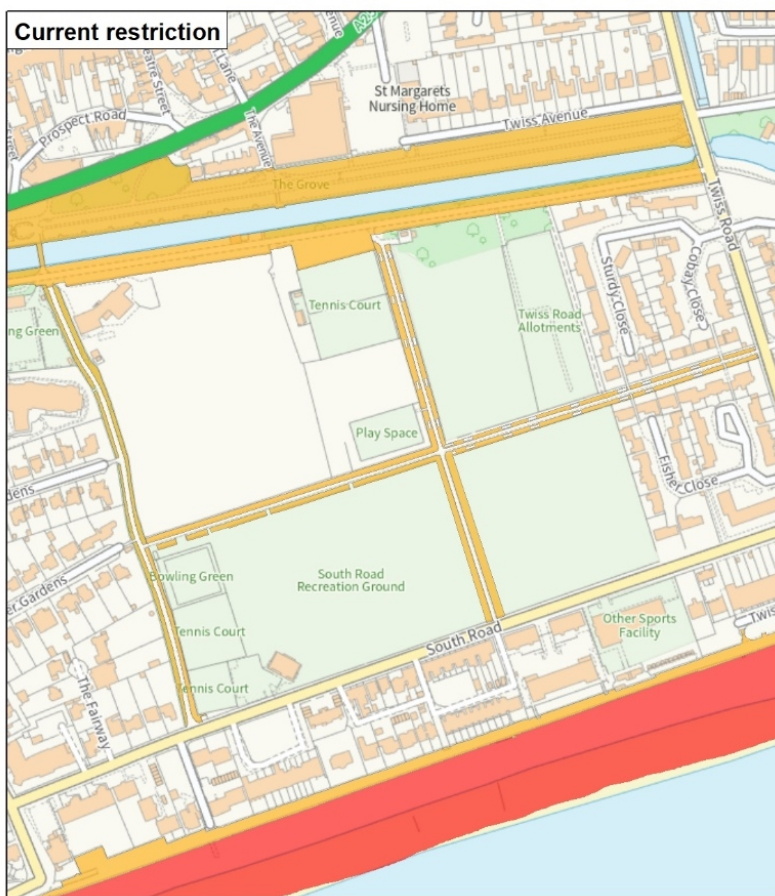 Current restriction
A25
Prospect Road
The Avenue
St Margarets
Nursing Home
Twiss Avenue
The Grove
Twiss Road
Tennis Court
Sturdy Close
Cobay Close
Twiss Road
Allotments
Play Space
Fisher Close
Bowling Green
South Road
Recreation Ground
Tennis Court
South Road
Other Sports
Facility
Tennis Court
The Fairway